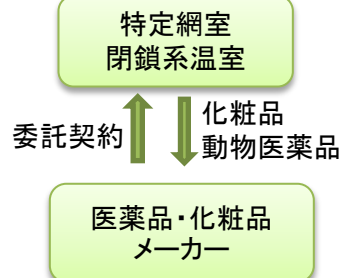 特定網室
閉鎖系温室
委託契約
化粧品
動物医薬品
医薬品・化粧品
メーカー